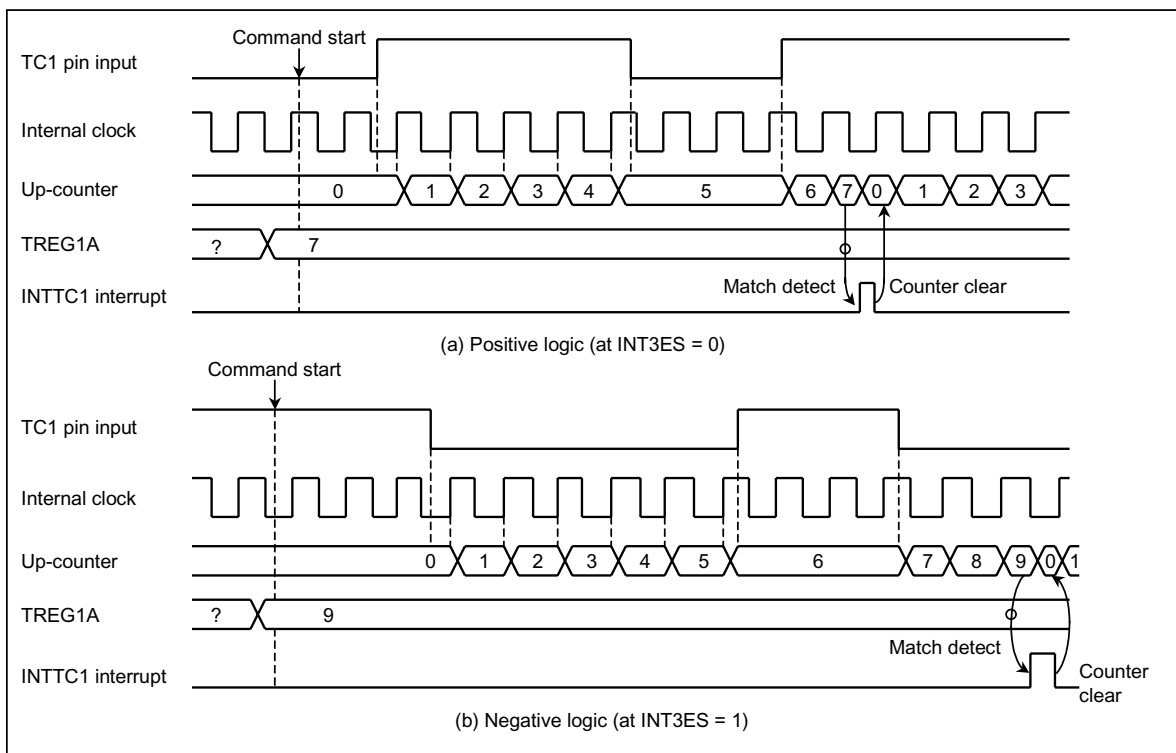 Command start
TC1 pin input
Internal clock
Up-counter 0 1 2 3 4 5 6 7 0 1 2 3
TREG1A ? 7
INTTC1 interrupt Match detect Counter clear
(a) Positive logic (at INT3ES = 0)
Command start
TC1 pin input
Internal clock
Up-counter 0 1 2 3 4 5 6 7 8 9 0 1
TREG1A ? 9
Match detect
INTTC1 interrupt Counter
clear
(b) Negative logic (at INT3ES = 1)